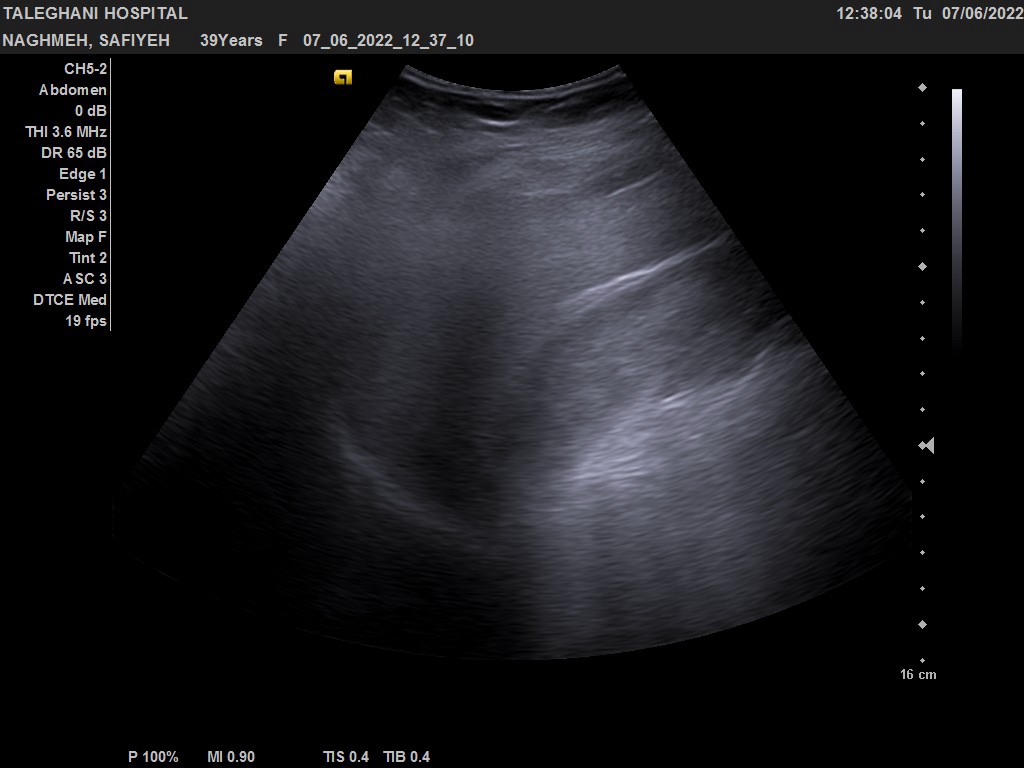 TALEGHANI HOSPITAL 12:38:04 Tu 07/06/2022
NAGHMEH, SAFIYEH 39Years F 07_06_2022_12_37_10
CH5-2
Abdomen
0 dB
THI 3.6 MHz
DR 65 dB
Edge 1
Persist 3
R/S 3
Map F
Tint 2
ASC 3
DTCE Med
19 fps
16 cm
P 100% MI 0.90 TIS 0.4 TIB 0.4